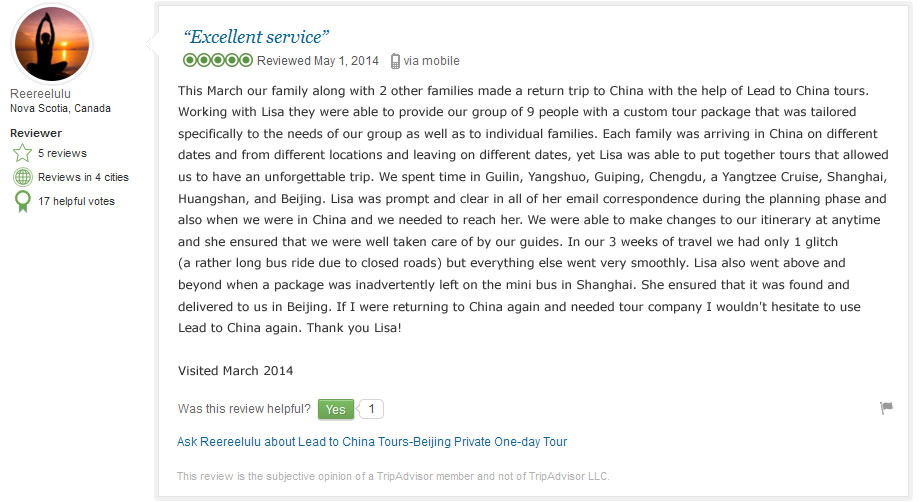 Reereelulu
Nova Scotia, Canada
Reviewer
5 reviews
Reviews in 4 cities
17 helpful votes
“Excellent service”
Reviewed May 1, 2014 via mobile
This March our family along with 2 other families made a return trip to China with the help of Lead to China tours.
Working with Lisa they were able to provide our group of 9 people with a custom tour package that was tailored
specifically to the needs of our group as well as to individual families. Each family was arriving in China on different
dates and from different locations and leaving on different dates, yet Lisa was able to put together tours that allowed
us to have an unforgettable trip. We spent time in Guilin, Yangshuo, Guiping, Chengdu, a Yangtzee Cruise, Shanghai,
Huangshan, and Beijing. Lisa was prompt and clear in all of her email correspondence during the planning phase and
also when we were in China and we needed to reach her. We were able to make changes to our itinerary at anytime
and she ensured that we were well taken care of by our guides. In our 3 weeks of travel we had only 1 glitch
(a rather long bus ride due to closed roads) but everything else went very smoothly. Lisa also went above and
beyond when a package was inadvertently left on the mini bus in Shanghai. She ensured that it was found and
delivered to us in Beijing. If I were returning to China again and needed tour company I wouldn't hesitate to use
Lead to China again. Thank you Lisa!
Visited March 2014
Was this review helpful? Yes 1
Ask Reereelulu about Lead to China Tours-Beijing Private One-day Tour
This review is the subjective opinion of a TripAdvisor member and not of TripAdvisor LLC.